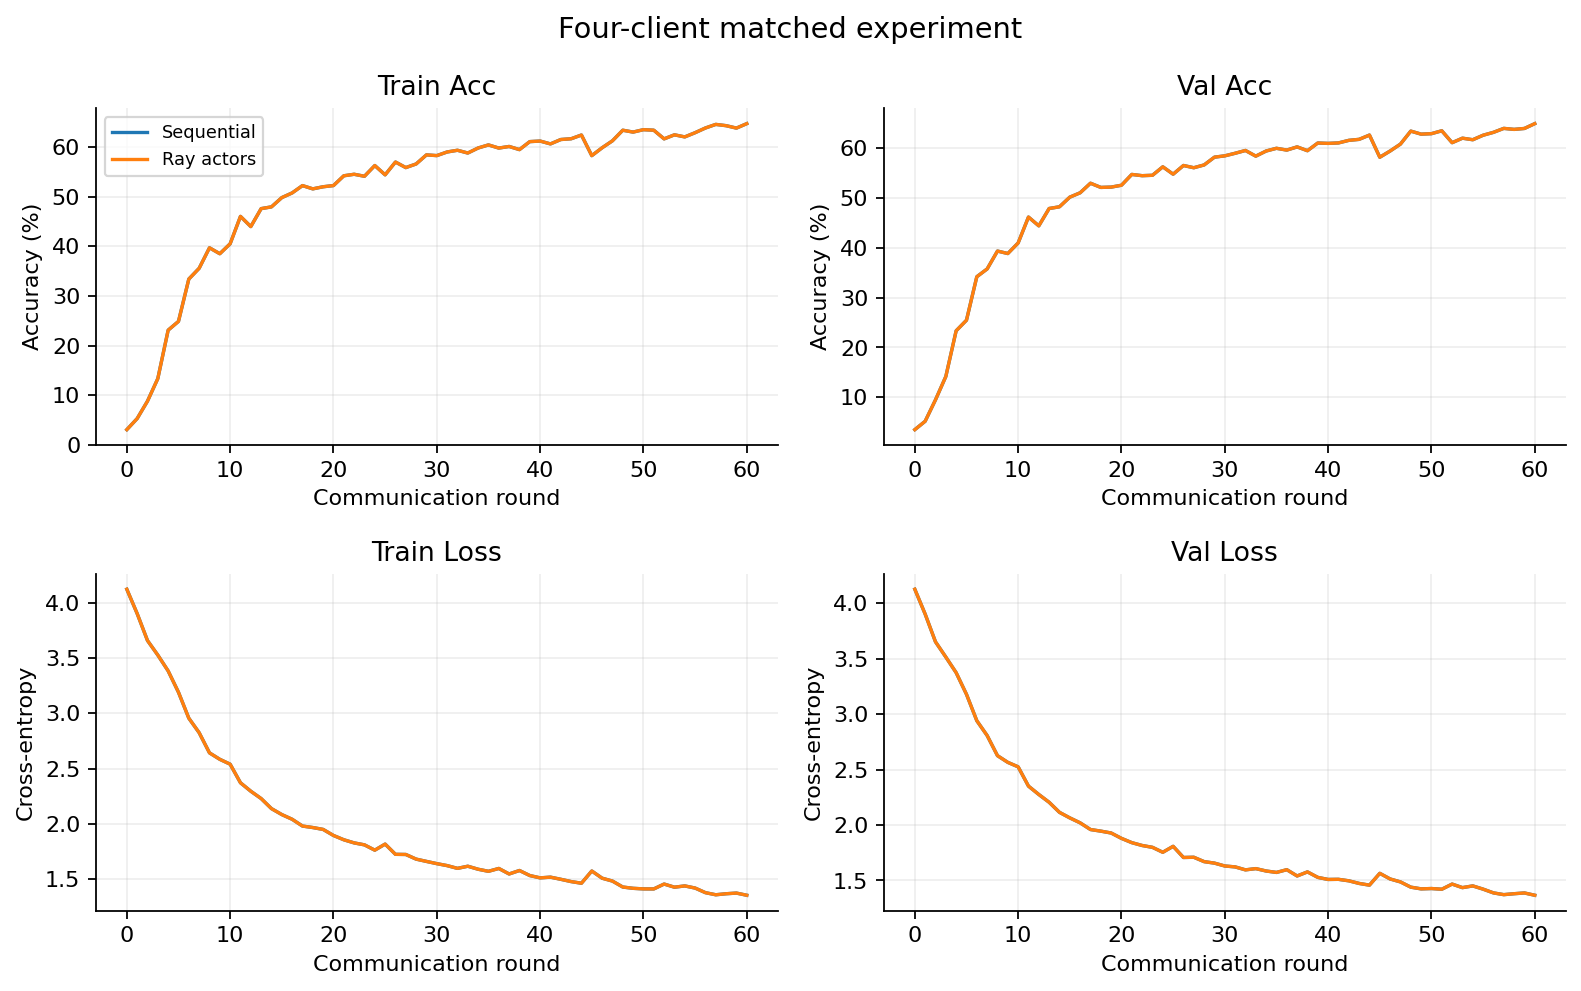 Four-client matched experiment
Train Acc
Sequential
Ray actors
Accuracy (%)
60
50
40
30
20
10
0
0 10 20 30 40 50 60
Communication round
Val Acc
Accuracy (%)
60
50
40
30
20
10
0 10 20 30 40 50 60
Communication round
Train Loss
Cross-entropy
4.0
3.5
3.0
2.5
2.0
1.5
0 10 20 30 40 50 60
Communication round
Val Loss
Cross-entropy
4.0
3.5
3.0
2.5
2.0
1.5
0 10 20 30 40 50 60
Communication round